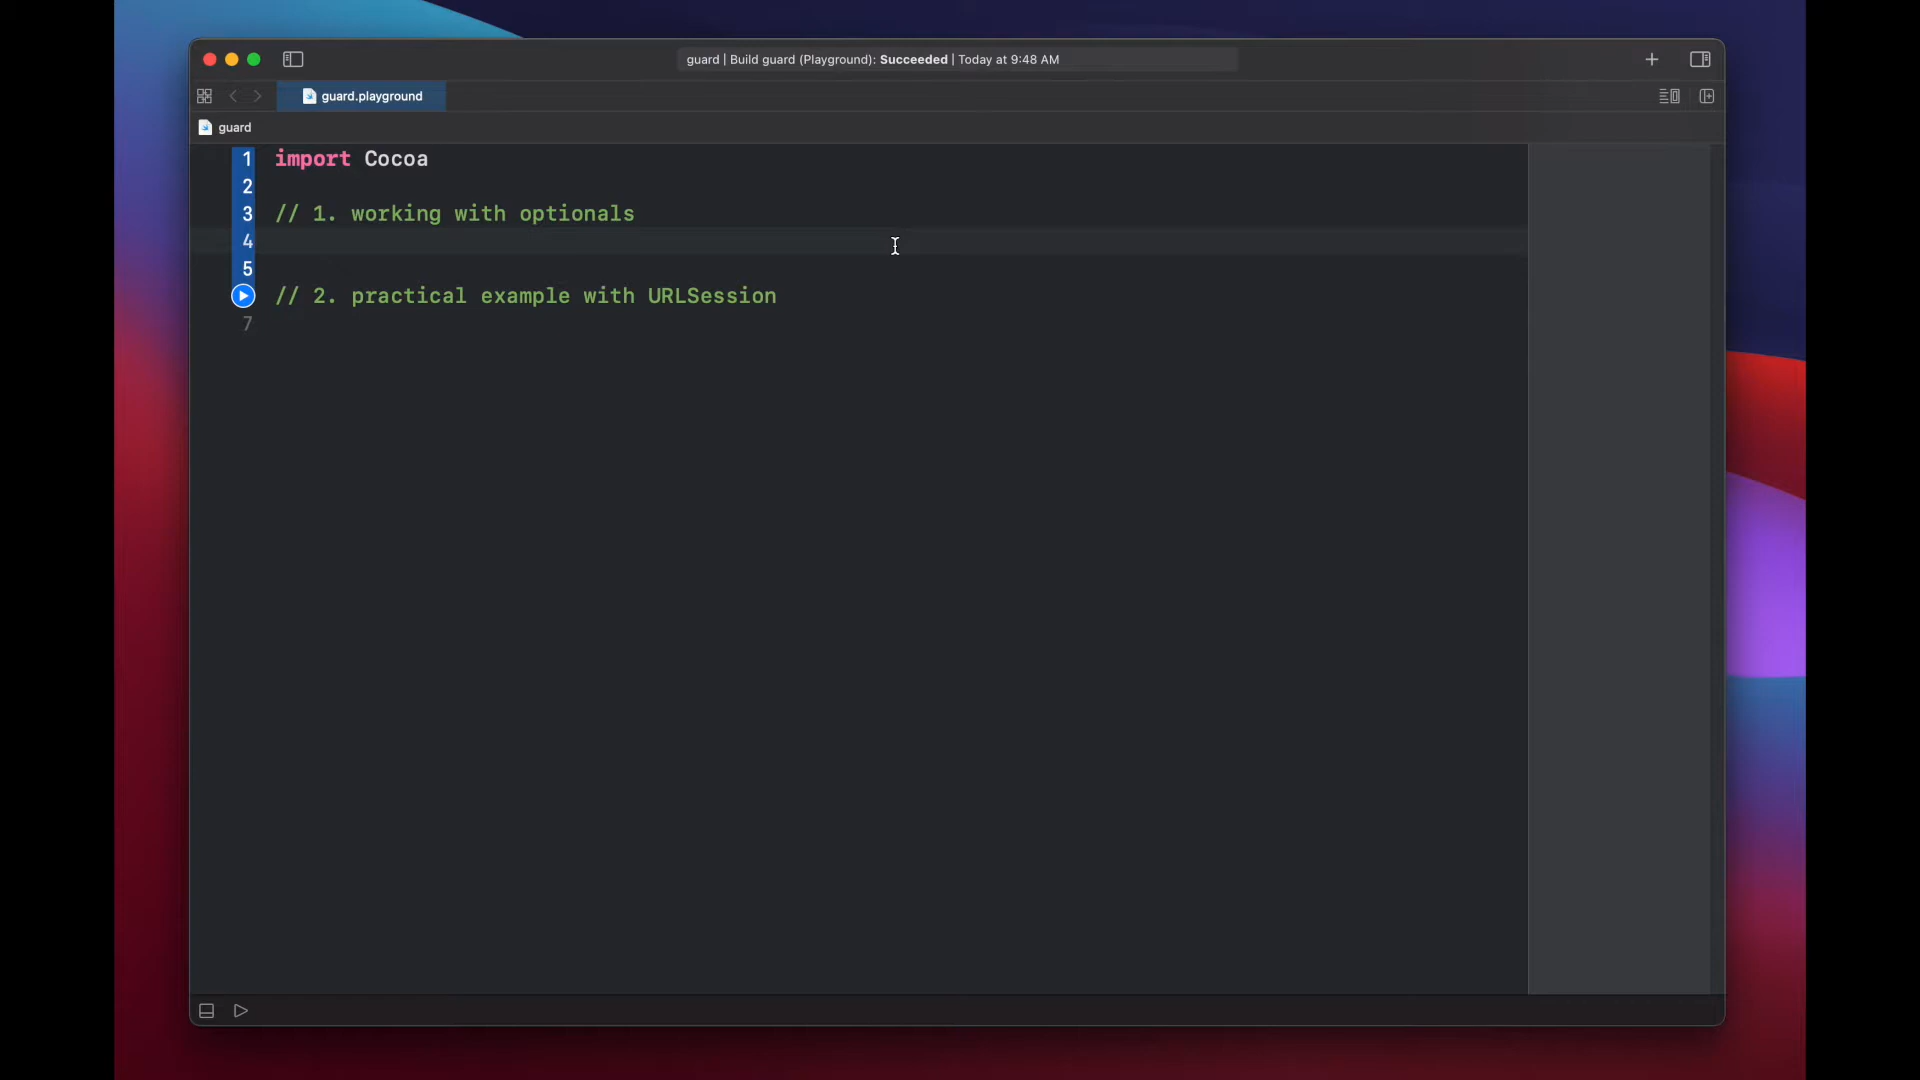 guard | Build guard (Playground): Succeeded | Today at 9:48 AM
guard.playground
guard
1 import Cocoa
2
3 // 1. working with optionals
4
5
// 2. practical example with URLSession
7